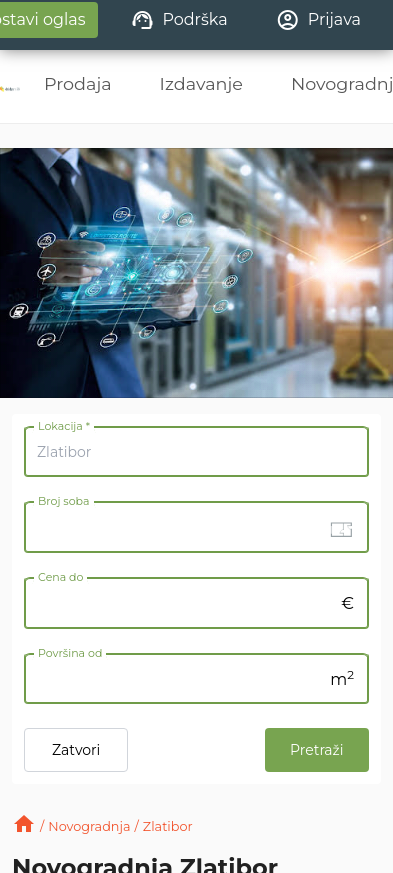 ostavi oglas Podrška Prijava
Prodaja Izdavanje Novogradnj
Lokacija *
Zlatibor
Broj soba
Cena do
€
Površina od
m²
Zatvori Pretraži
/ Novogradnja / Zlatibor
Novogradnja Zlatibor